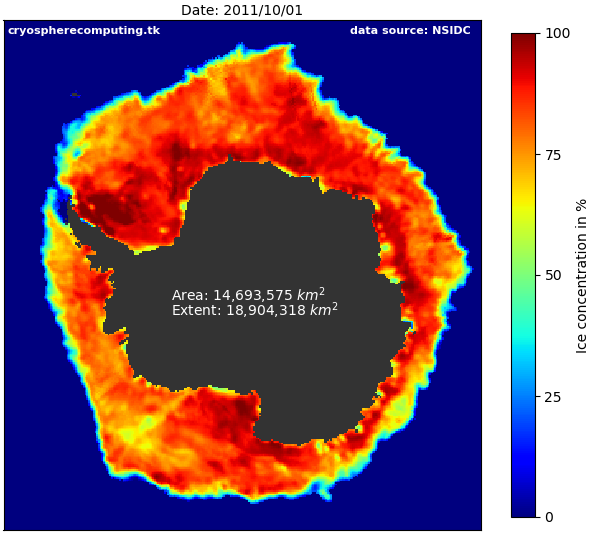 Date: 2011/10/01
cryospherecomputing.tk
data source: NSIDC
Area: 14,693,575 km²
Extent: 18,904,318 km²
100
75
50
25
0
Ice concentration in %